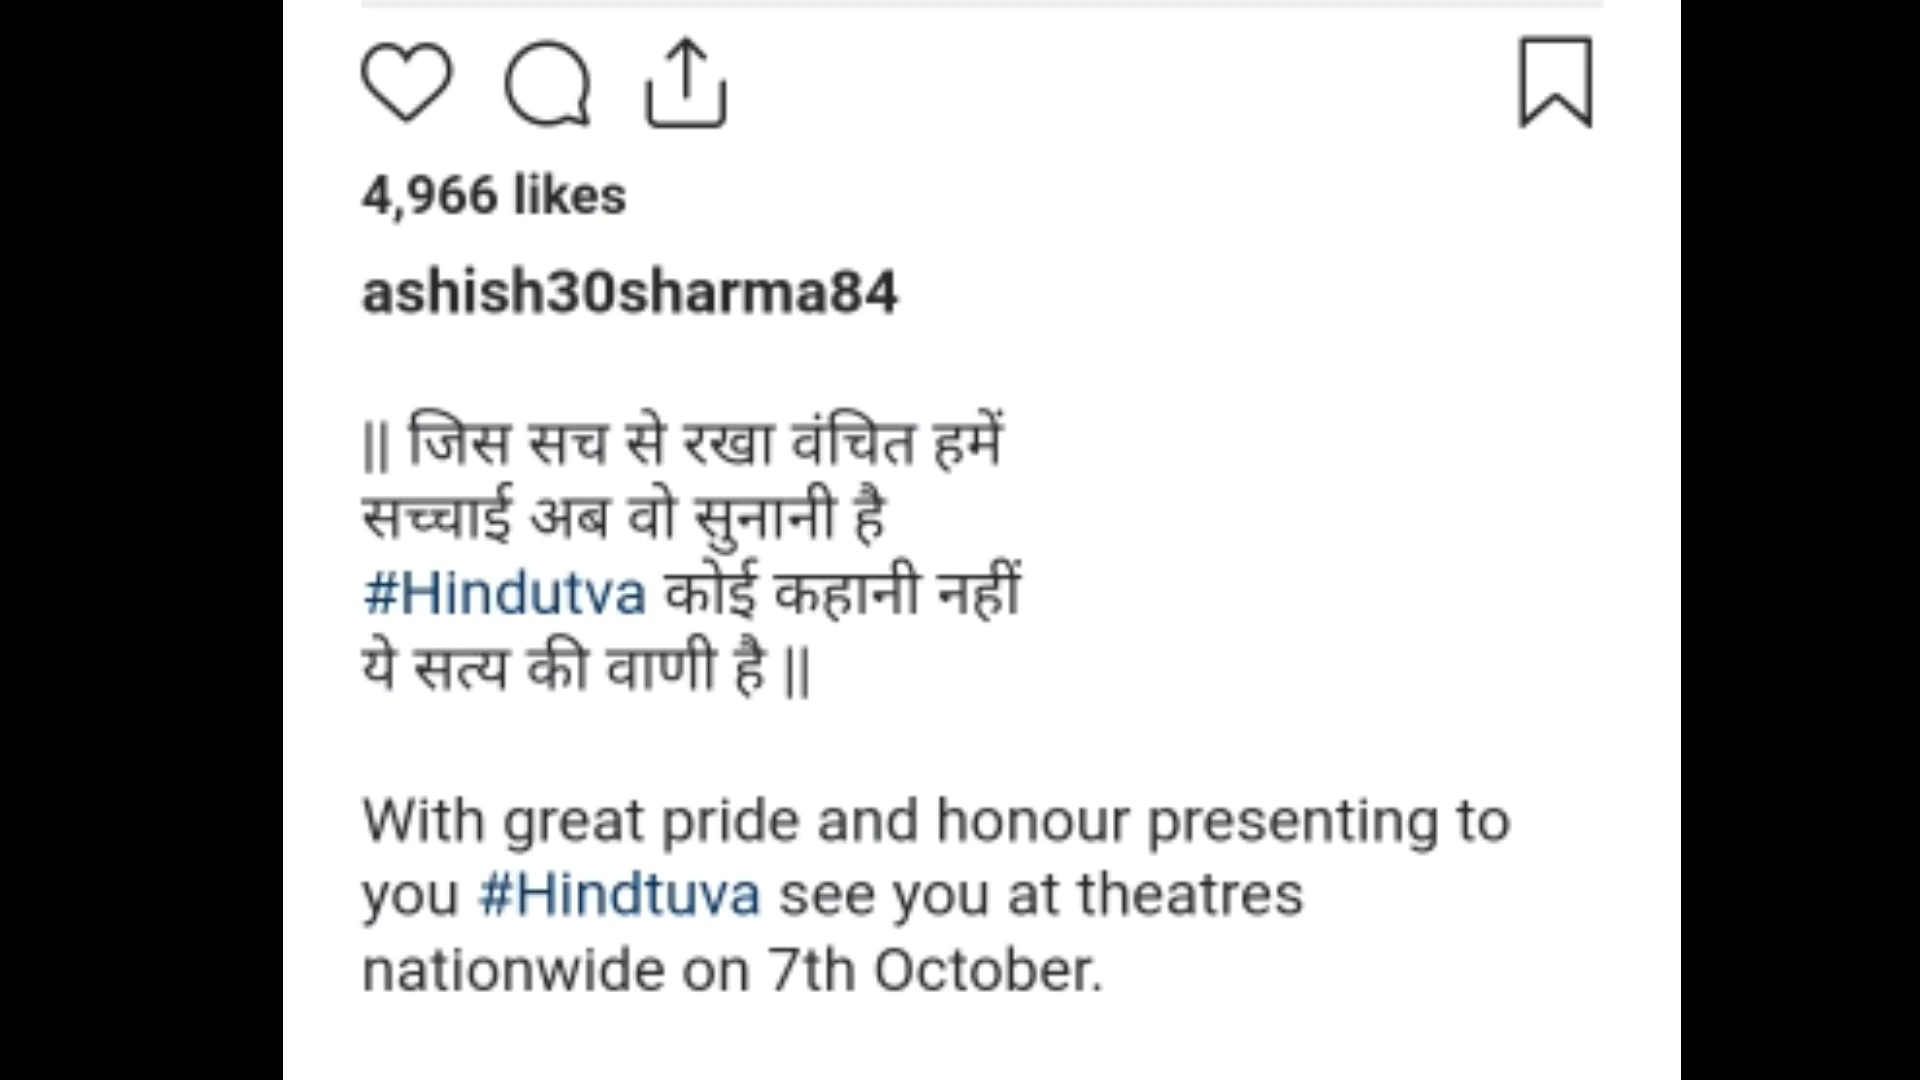 4,966 likes
ashish30sharma84
|| जिस सच से रखा वंचित हमें
सच्चाई अब वो सुनानी है
#Hindutva कोई कहानी नहीं
ये सत्य की वाणी है ||
With great pride and honour presenting to
you #Hindtuva see you at theatres
nationwide on 7th October.